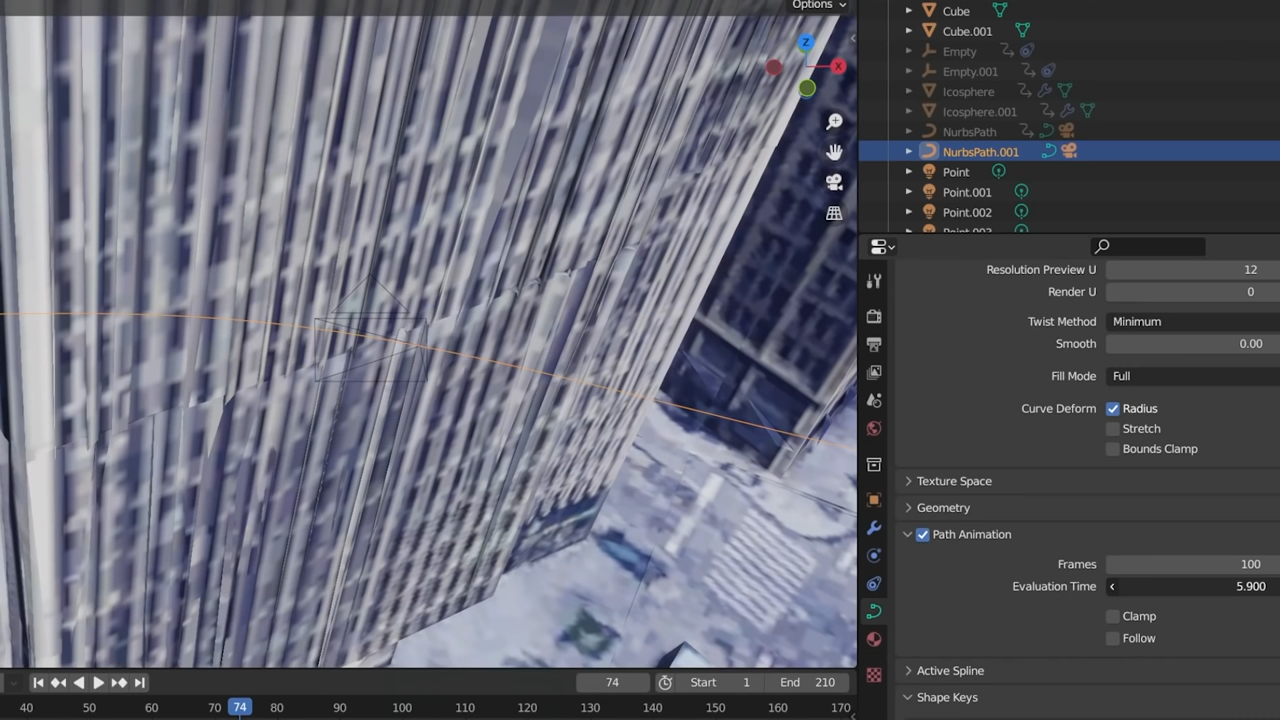 Options
Z
X
Cube
Cube.001
Empty
Empty.001
Icosphere
Icosphere.001
NurbsPath
NurbsPath.001
Point
Point.001
Point.002
Resolution Preview U 12
Render U 0
Twist Method Minimum
Smooth 0.00
Fill Mode Full
Curve Deform Radius
Stretch
Bounds Clamp
Texture Space
Geometry
Path Animation
Frames 100
Evaluation Time 5.900
Clamp
Follow
Active Spline
Shape Keys
74 Start 1 End 210
40 50 60 70 74 80 90 100 110 120 130 140 150 160 170